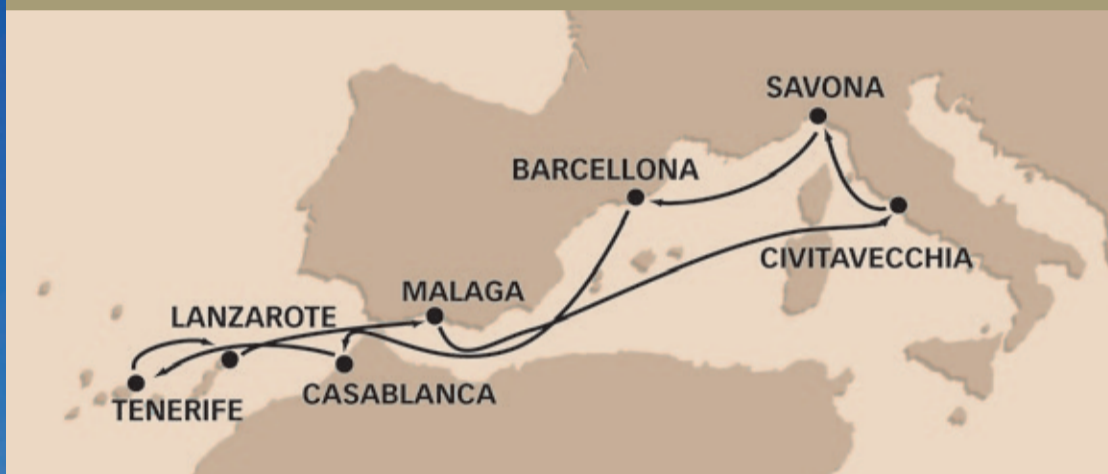 SAVONA
BARCELLONA
CIVITAVECCHIA
MALAGA
LANZAROTE
CASABLANCA
TENERIFE